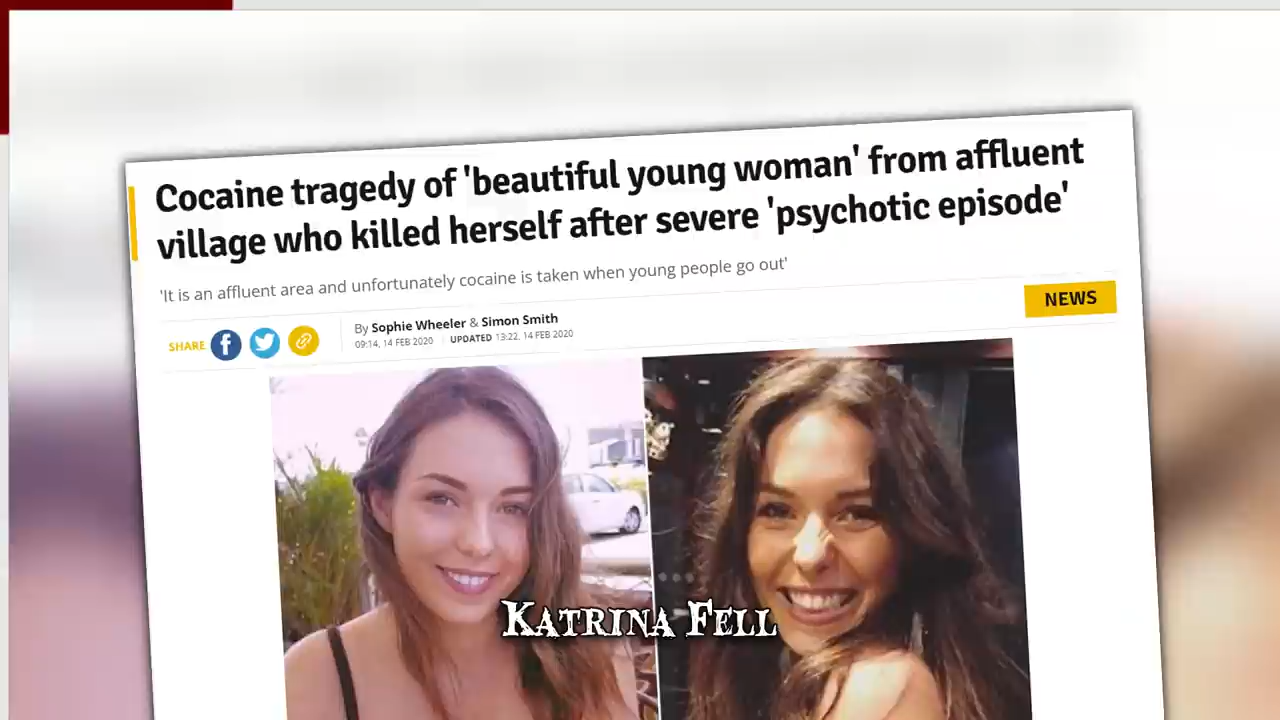 Cocaine tragedy of 'beautiful young woman' from affluent
village who killed herself after severe 'psychotic episode'
'It is an affluent area and unfortunately cocaine is taken when young people go out'
NEWS
SHARE
By Sophie Wheeler & Simon Smith
09:14, 14 FEB 2020 UPDATED 13:22, 14 FEB 2020
KATRINA FELL